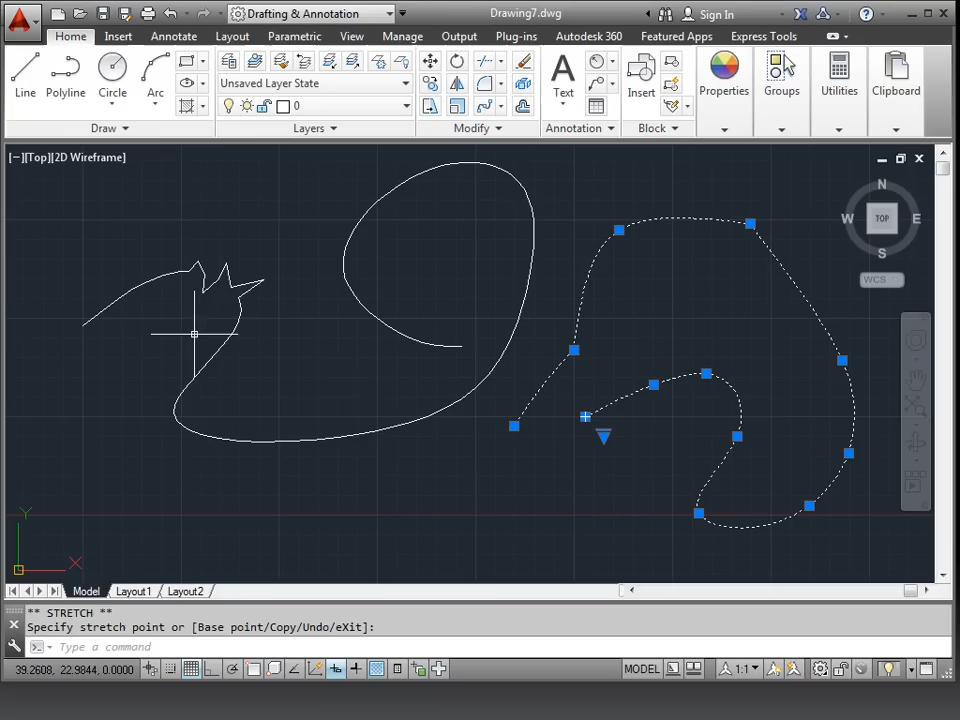 Drafting & Annotation Drawing7.dwg Sign In
Home Insert Annotate Layout Parametric View Manage Output Plug-ins Autodesk 360 Featured Apps Express Tools
Unsaved Layer State
0
Line Polyline Circle Arc Text Insert Properties Groups Utilities Clipboard
Draw Layers Modify Annotation Block
[−][Top][2D Wireframe]
N
W TOP E
S
WCS
Y
X
Model Layout1 Layout2
** STRETCH **
Specify stretch point or [Base point/Copy/Undo/eXit]:
Type a command
39.2608, 22.9844, 0.0000 MODEL 1:1